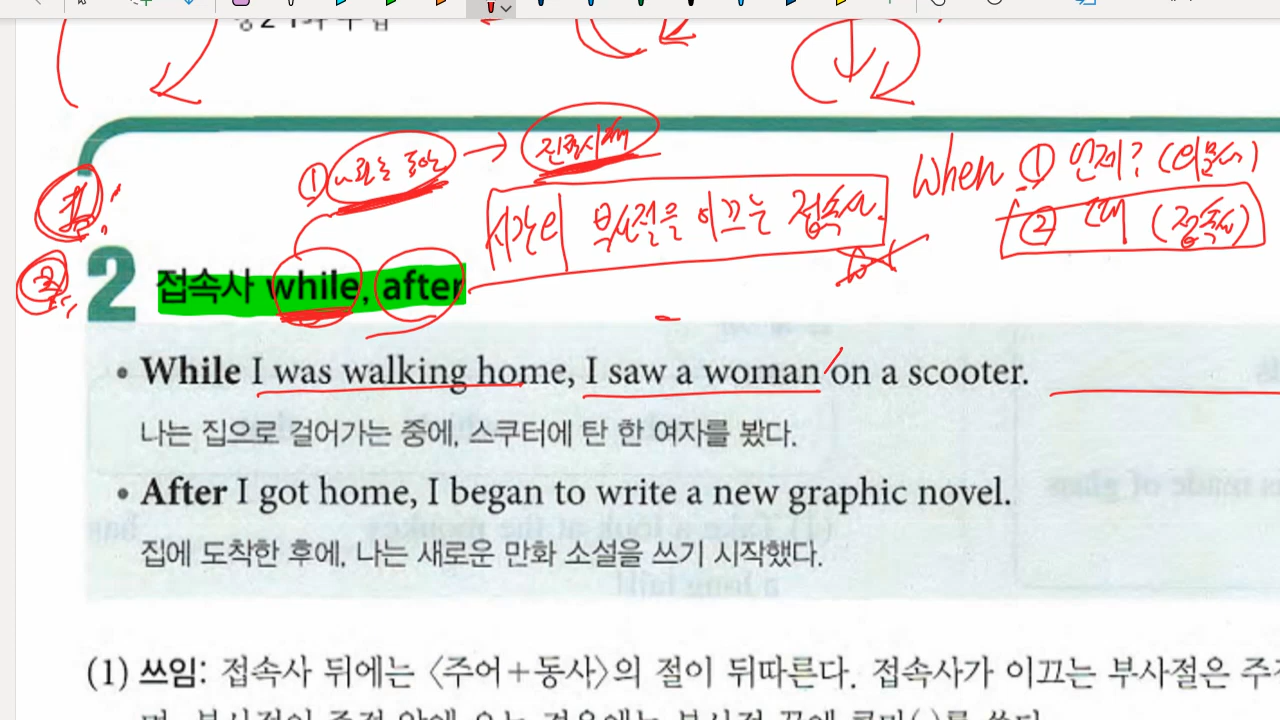 ① ~하는 동안 → 진행시제
When ① 언제? (의문사)
② ~때 (접속사)
시간의 부사절을 이끄는 접속사.
2 접속사 while, after
• While I was walking home, I saw a woman on a scooter.
나는 집으로 걸어가는 중에, 스쿠터에 탄 한 여자를 봤다.
• After I got home, I began to write a new graphic novel.
집에 도착한 후에, 나는 새로운 만화 소설을 쓰기 시작했다.
(1) 쓰임: 접속사 뒤에는 〈주어+동사〉의 절이 뒤따른다. 접속사가 이끄는 부사절은